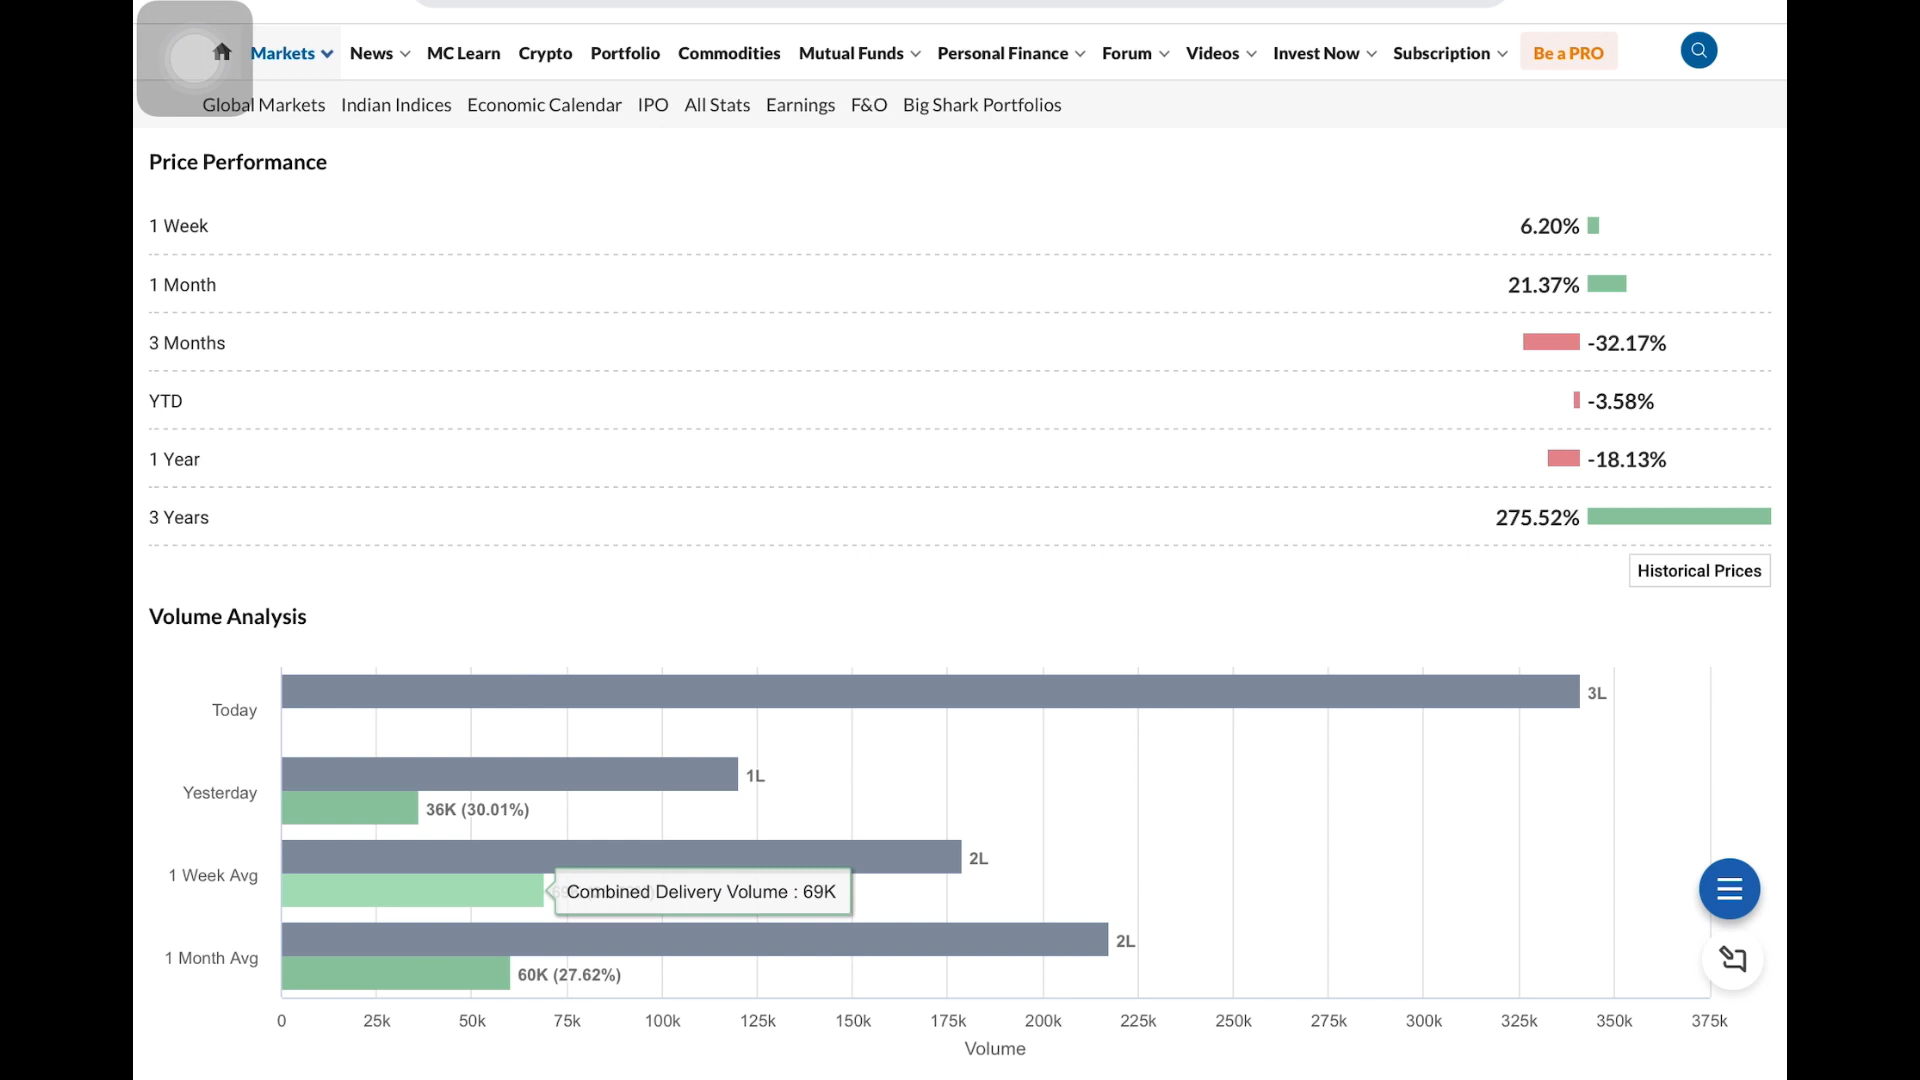 Markets News MC Learn Crypto Portfolio Commodities Mutual Funds Personal Finance Forum Videos Invest Now Subscription Be a PRO
Global Markets Indian Indices Economic Calendar IPO All Stats Earnings F&O Big Shark Portfolios
Price Performance
1 Week 6.20%
1 Month 21.37%
3 Months -32.17%
YTD -3.58%
1 Year -18.13%
3 Years 275.52%
Historical Prices
Volume Analysis
Today 3L
Yesterday 1L
36K (30.01%)
1 Week Avg 2L
Combined Delivery Volume : 69K
1 Month Avg 2L
60K (27.62%)
0 25k 50k 75k 100k 125k 150k 175k 200k 225k 250k 275k 300k 325k 350k 375k
Volume